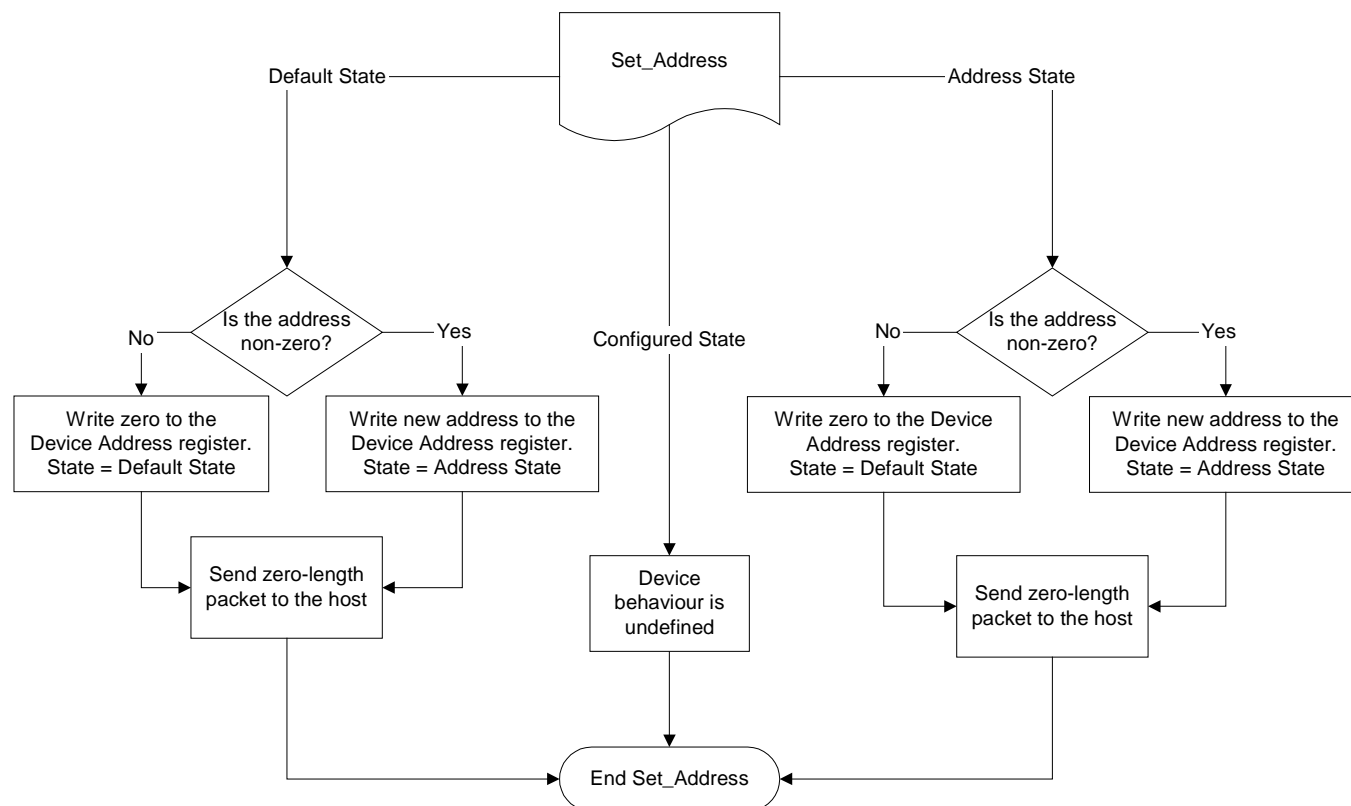 Set_Address
Default State
Address State
Is the address
non-zero?
No
Yes
Configured State
Is the address
non-zero?
No
Yes
Write zero to the
Device Address register.
State = Default State
Write new address to the
Device Address register.
State = Address State
Write zero to the Device
Address register.
State = Default State
Write new address to the
Device Address register.
State = Address State
Send zero-length
packet to the host
Device
behaviour is
undefined
Send zero-length
packet to the host
End Set_Address